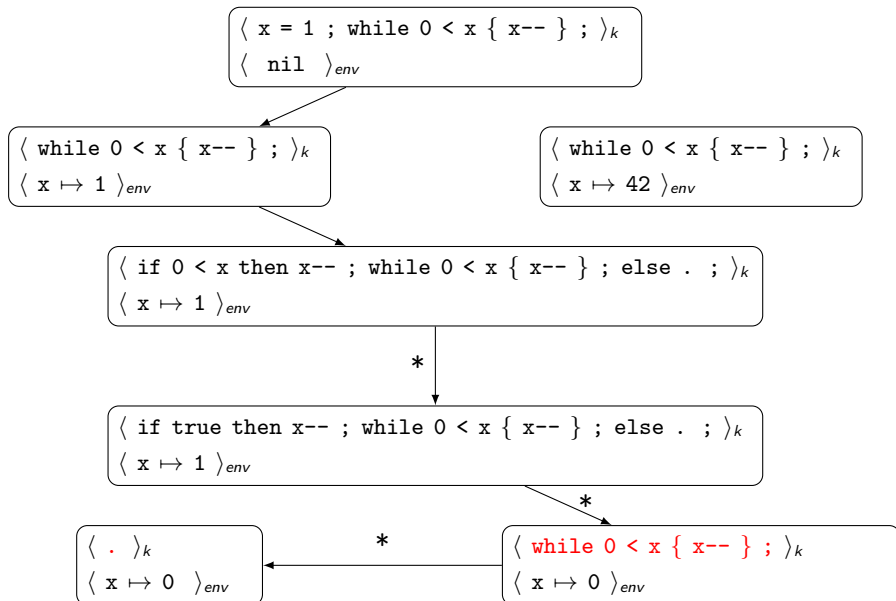 ⟨ x = 1 ; while 0 < x { x-- } ; ⟩k
⟨ nil ⟩env
⟨ while 0 < x { x-- } ; ⟩k
⟨ x ↦ 1 ⟩env
⟨ while 0 < x { x-- } ; ⟩k
⟨ x ↦ 42 ⟩env
⟨ if 0 < x then x-- ; while 0 < x { x-- } ; else . ; ⟩k
⟨ x ↦ 1 ⟩env
*
⟨ if true then x-- ; while 0 < x { x-- } ; else . ; ⟩k
⟨ x ↦ 1 ⟩env
*
⟨ . ⟩k
⟨ x ↦ 0 ⟩env
*
⟨ while 0 < x { x-- } ; ⟩k
⟨ x ↦ 0 ⟩env